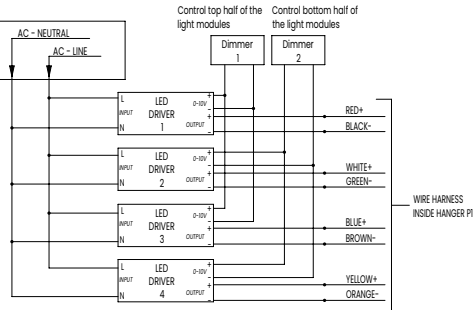 Control top half of the
light modules
Control bottom half of
the light modules
AC - NEUTRAL
AC - LINE
Dimmer
1
Dimmer
2
L
LED
DRIVER
1
INPUT
N
0-10V
OUTPUT
+
-
+
-
RED+
BLACK-
L
LED
DRIVER
2
INPUT
N
0-10V
OUTPUT
+
-
+
-
WHITE+
GREEN-
WIRE HARNESS
INSIDE HANGER P1
L
LED
DRIVER
3
INPUT
N
0-10V
OUTPUT
+
-
+
-
BLUE+
BROWN-
L
LED
DRIVER
4
INPUT
N
0-10V
OUTPUT
+
-
+
-
YELLOW+
ORANGE-